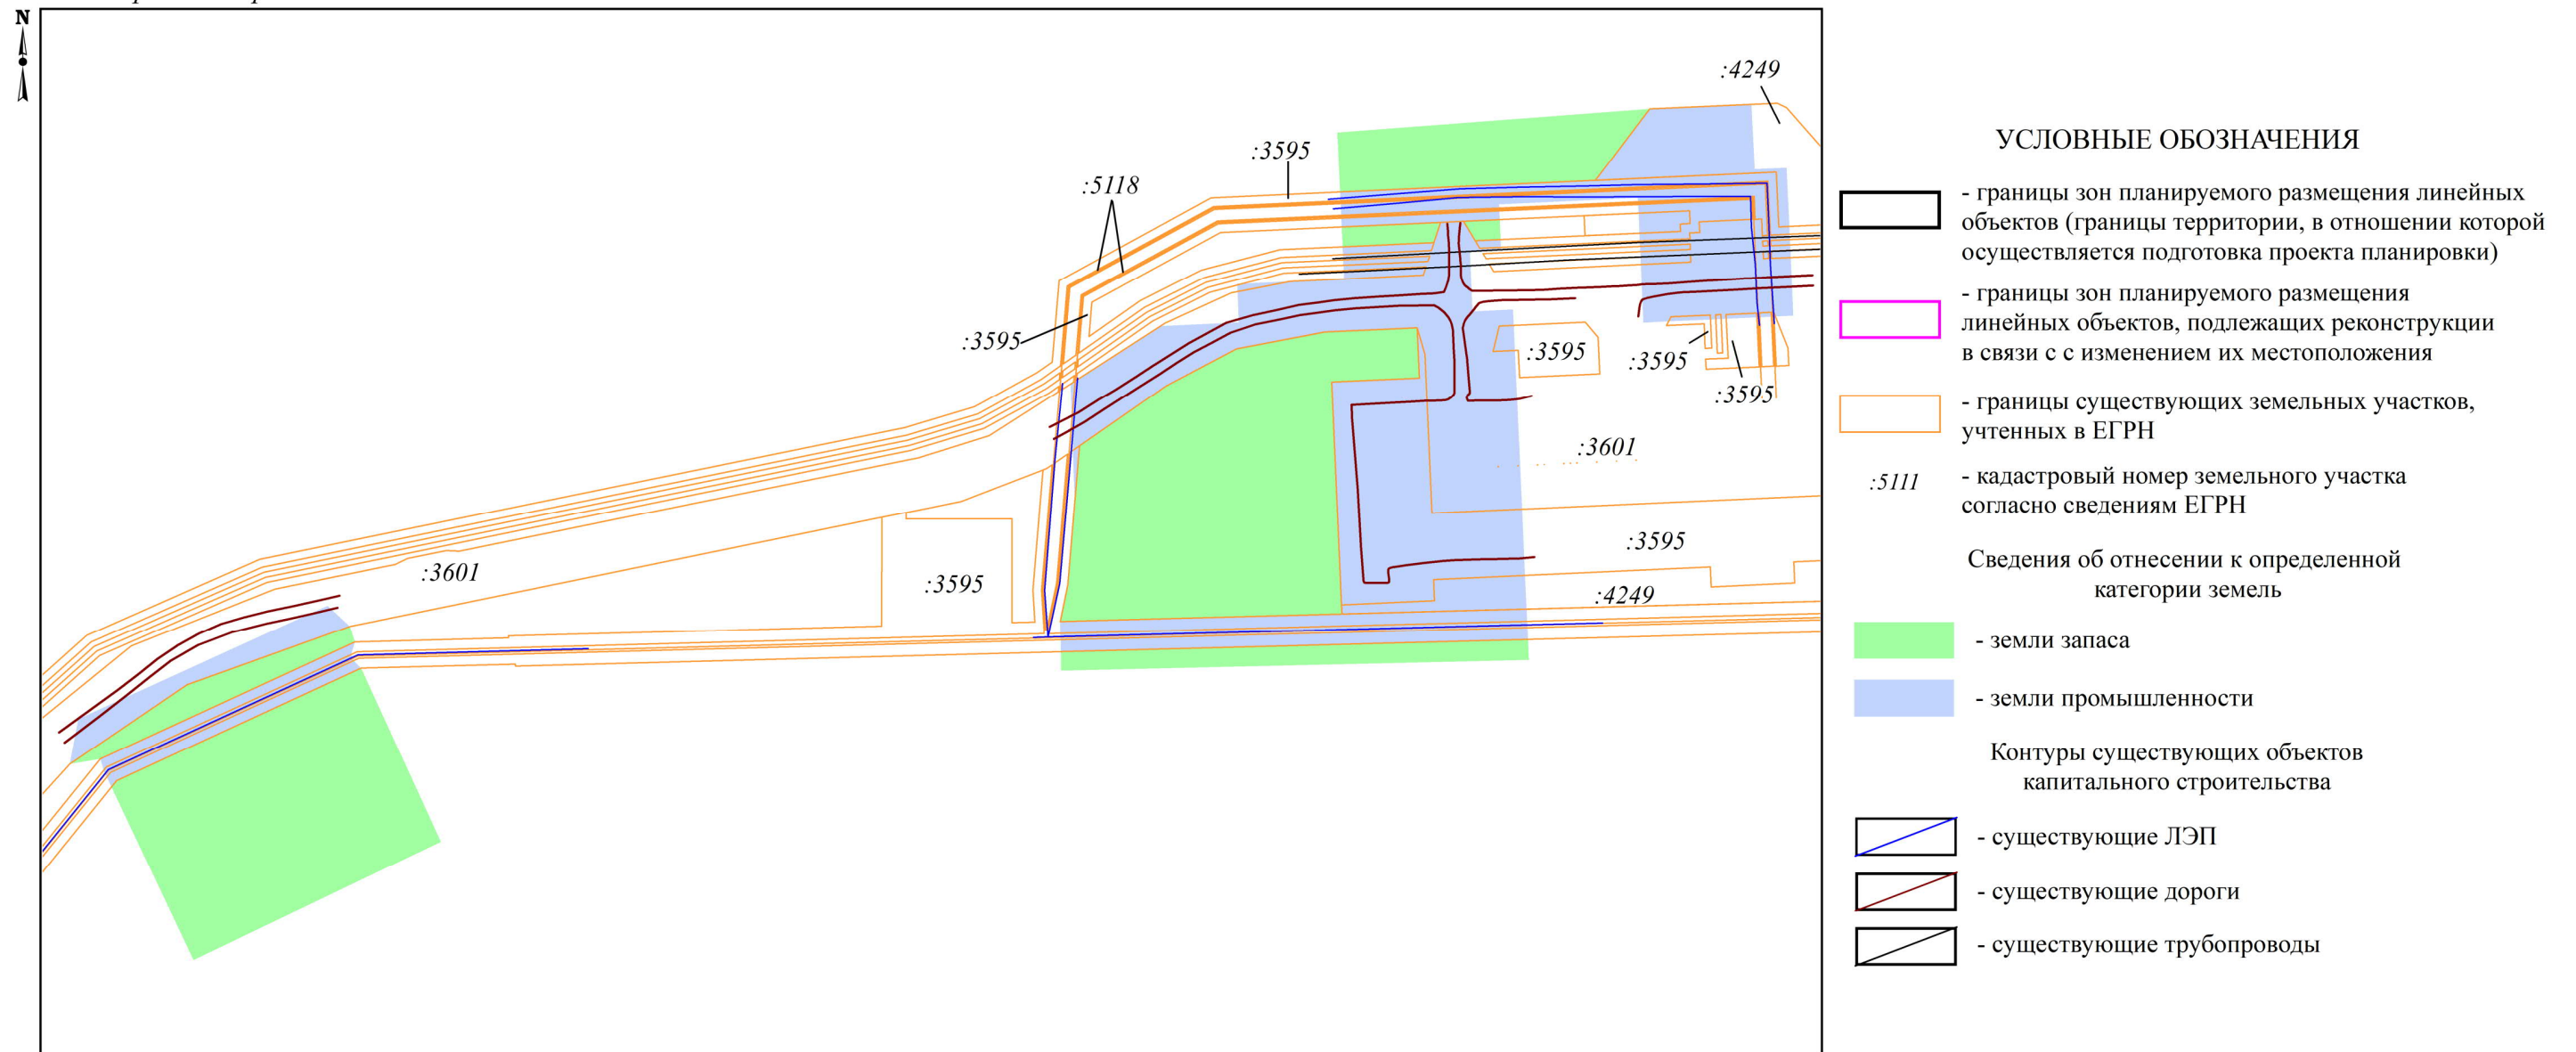 N
:4249
:3595
:5118
:3595
:3595
:3595
:3595
:3601
:3595
:3601
:3595
:4249
УСЛОВНЫЕ ОБОЗНАЧЕНИЯ
- границы зон планируемого размещения линейных
объектов (границы территории, в отношении которой
осуществляется подготовка проекта планировки)
- границы зон планируемого размещения
линейных объектов, подлежащих реконструкции
в связи с с изменением их местоположения
- границы существующих земельных участков,
учтенных в ЕГРН
:5111
- кадастровый номер земельного участка
согласно сведениям ЕГРН
Сведения об отнесении к определенной
категории земель
- земли запаса
- земли промышленности
Контуры существующих объектов
капитального строительства
- существующие ЛЭП
- существующие дороги
- существующие трубопроводы